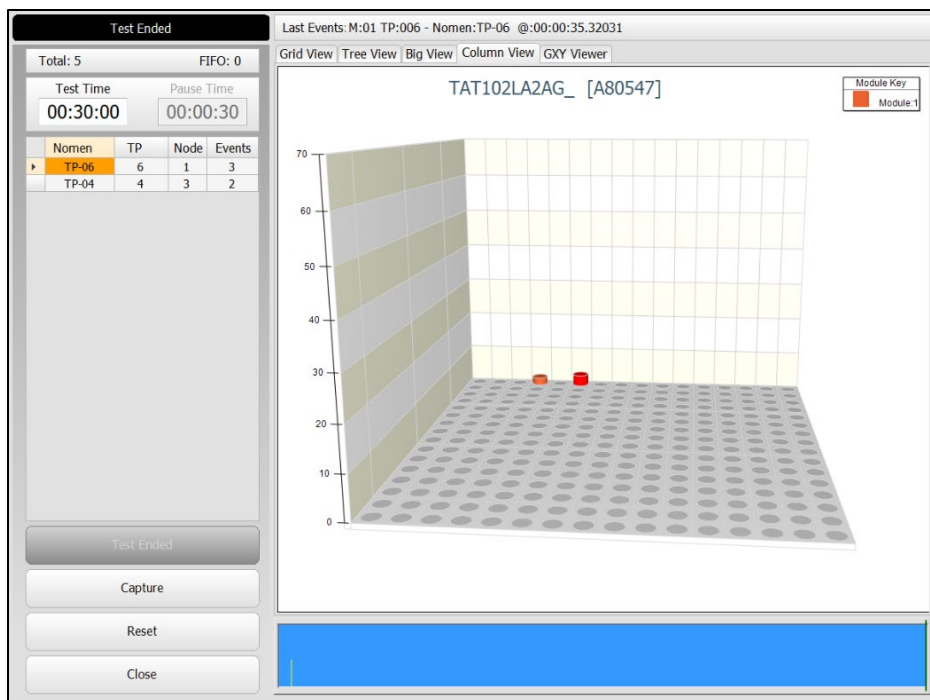 Test Ended
Last Events: M:01 TP:006 - Nomen:TP-06 @:00:00:35.32031
Total: 5 FIFO: 0
Grid View Tree View Big View Column View GXY Viewer
Test Time Pause Time
00:30:00 00:00:30
TAT102LA2AG_ [A80547]
Module Key
Module:1
Nomen TP Node Events
TP-06 6 1 3
TP-04 4 3 2
70
60
50
40
30
20
10
0
Test Ended
Capture
Reset
Close